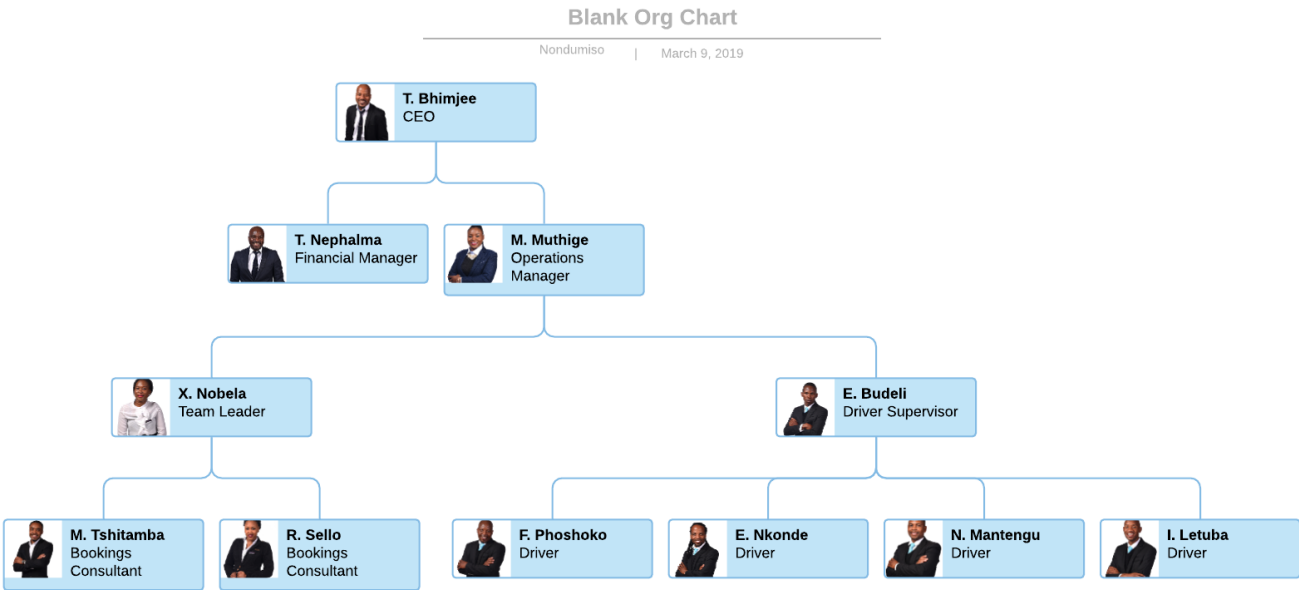 Blank Org Chart
Nondumiso | March 9, 2019
T. Bhimjee
CEO
T. Nephalma
Financial Manager
M. Muthige
Operations
Manager
X. Nobela
Team Leader
E. Budeli
Driver Supervisor
M. Tshitamba
Bookings
Consultant
R. Sello
Bookings
Consultant
F. Phoshoko
Driver
E. Nkonde
Driver
N. Mantengu
Driver
I. Letuba
Driver